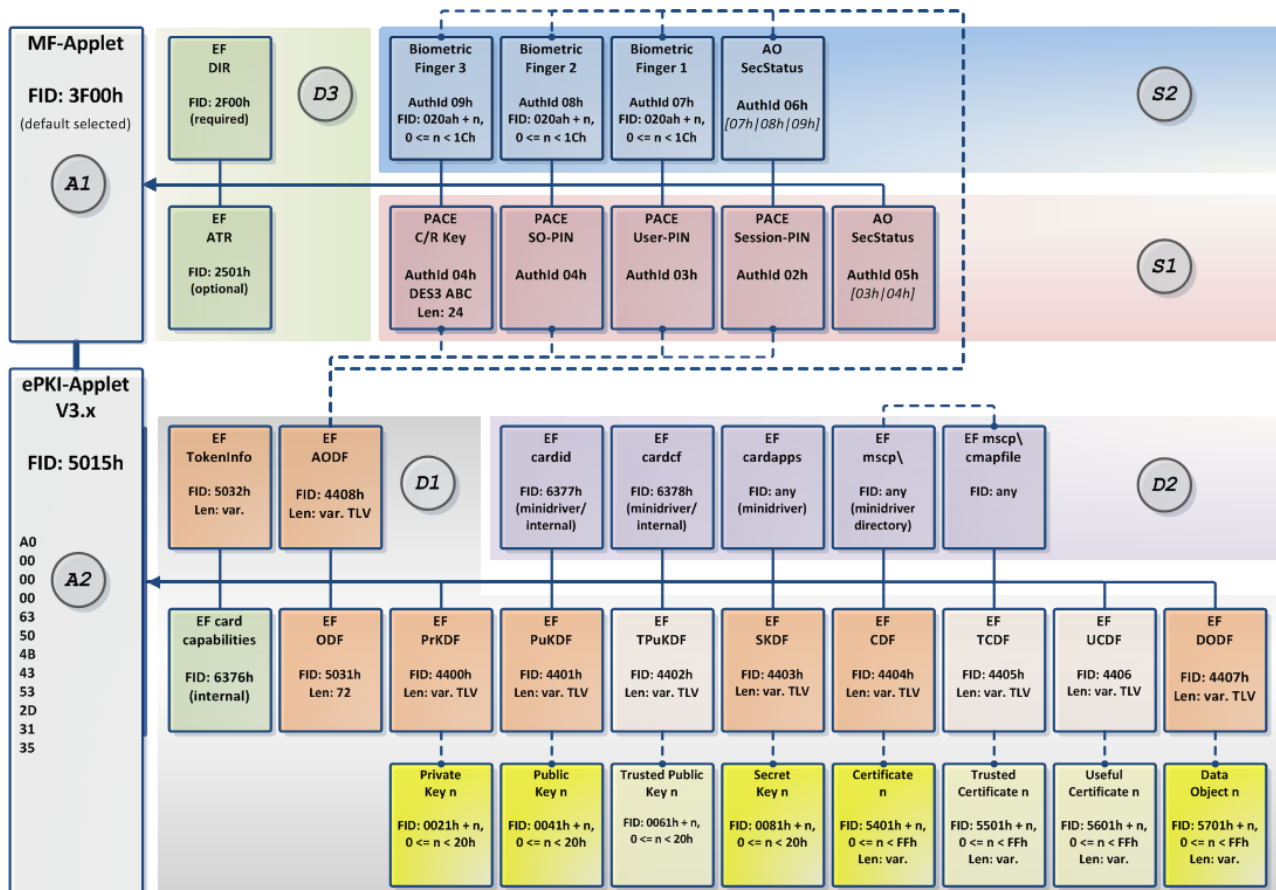 MF-Applet
FID: 3F00h
(default selected)
A1
EF
DIR
FID: 2F00h
(required)
D3
Biometric
Finger 3
AuthId 09h
FID: 020ah + n,
0 <= n < 1Ch
Biometric
Finger 2
AuthId 08h
FID: 020ah + n,
0 <= n < 1Ch
Biometric
Finger 1
AuthId 07h
FID: 020ah + n,
0 <= n < 1Ch
AO
SecStatus
AuthId 06h
[07h|08h|09h]
S2
EF
ATR
FID: 2501h
(optional)
PACE
C/R Key
AuthId 04h
DES3 ABC
Len: 24
PACE
SO-PIN
AuthId 04h
PACE
User-PIN
AuthId 03h
PACE
Session-PIN
AuthId 02h
AO
SecStatus
AuthId 05h
[03h|04h]
S1
ePKI-Applet
V3.x
FID: 5015h
A0
00
00
00
63
50
4B
43
53
2D
31
35
A2
EF
TokenInfo
FID: 5032h
Len: var.
EF
AODF
FID: 4408h
Len: var. TLV
D1
EF
cardid
FID: 6377h
(minidriver/
internal)
EF
cardcf
FID: 6378h
(minidriver/
internal)
EF
cardapps
FID: any
(minidriver)
EF
mscp\
FID: any
(minidriver
directory)
EF mscp\
cmapfile
FID: any
D2
EF card
capabilities
FID: 6376h
(internal)
EF
ODF
FID: 5031h
Len: 72
EF
PrKDF
FID: 4400h
Len: var. TLV
EF
PuKDF
FID: 4401h
Len: var. TLV
EF
TPuKDF
FID: 4402h
Len: var. TLV
EF
SKDF
FID: 4403h
Len: var. TLV
EF
CDF
FID: 4404h
Len: var. TLV
EF
TCDF
FID: 4405h
Len: var. TLV
EF
UCDF
FID: 4406
Len: var. TLV
EF
DODF
FID: 4407h
Len: var. TLV
Private
Key n
FID: 0021h + n,
0 <= n < 20h
Public
Key n
FID: 0041h + n,
0 <= n < 20h
Trusted Public
Key n
FID: 0061h + n,
0 <= n < 20h
Secret
Key n
FID: 0081h + n,
0 <= n < 20h
Certificate
n
FID: 5401h + n,
0 <= n < FFh
Len: var.
Trusted
Certificate n
FID: 5501h + n,
0 <= n < FFh
Len: var.
Useful
Certificate n
FID: 5601h + n,
0 <= n < FFh
Len: var.
Data
Object n
FID: 5701h + n,
0 <= n < FFh
Len: var.